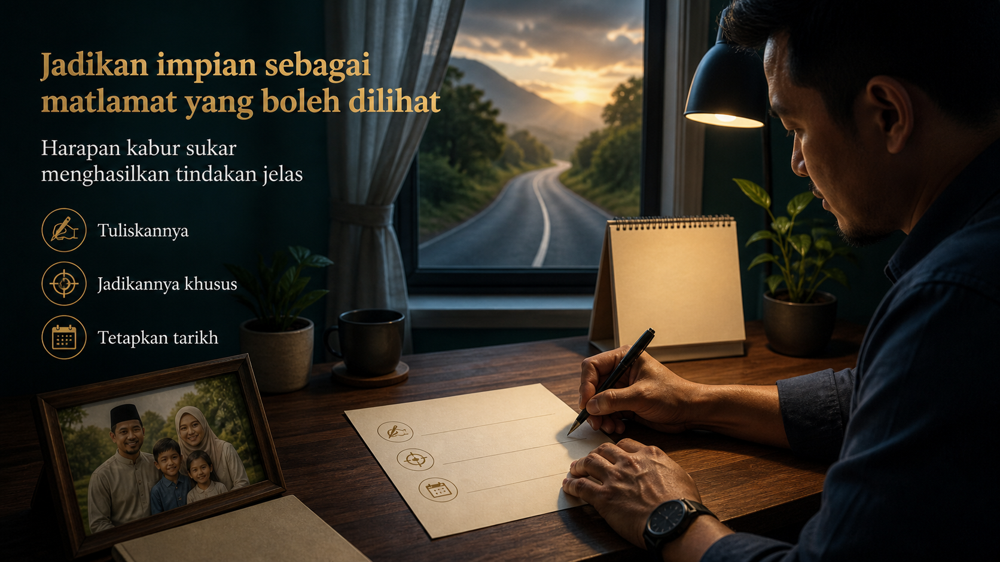 Jadikan impian sebagai
matlamat yang boleh dilihat
Harapan kabur sukar
menghasilkan tindakan jelas
Tuliskannya
Jadikannya khusus
Tetapkan tarikh